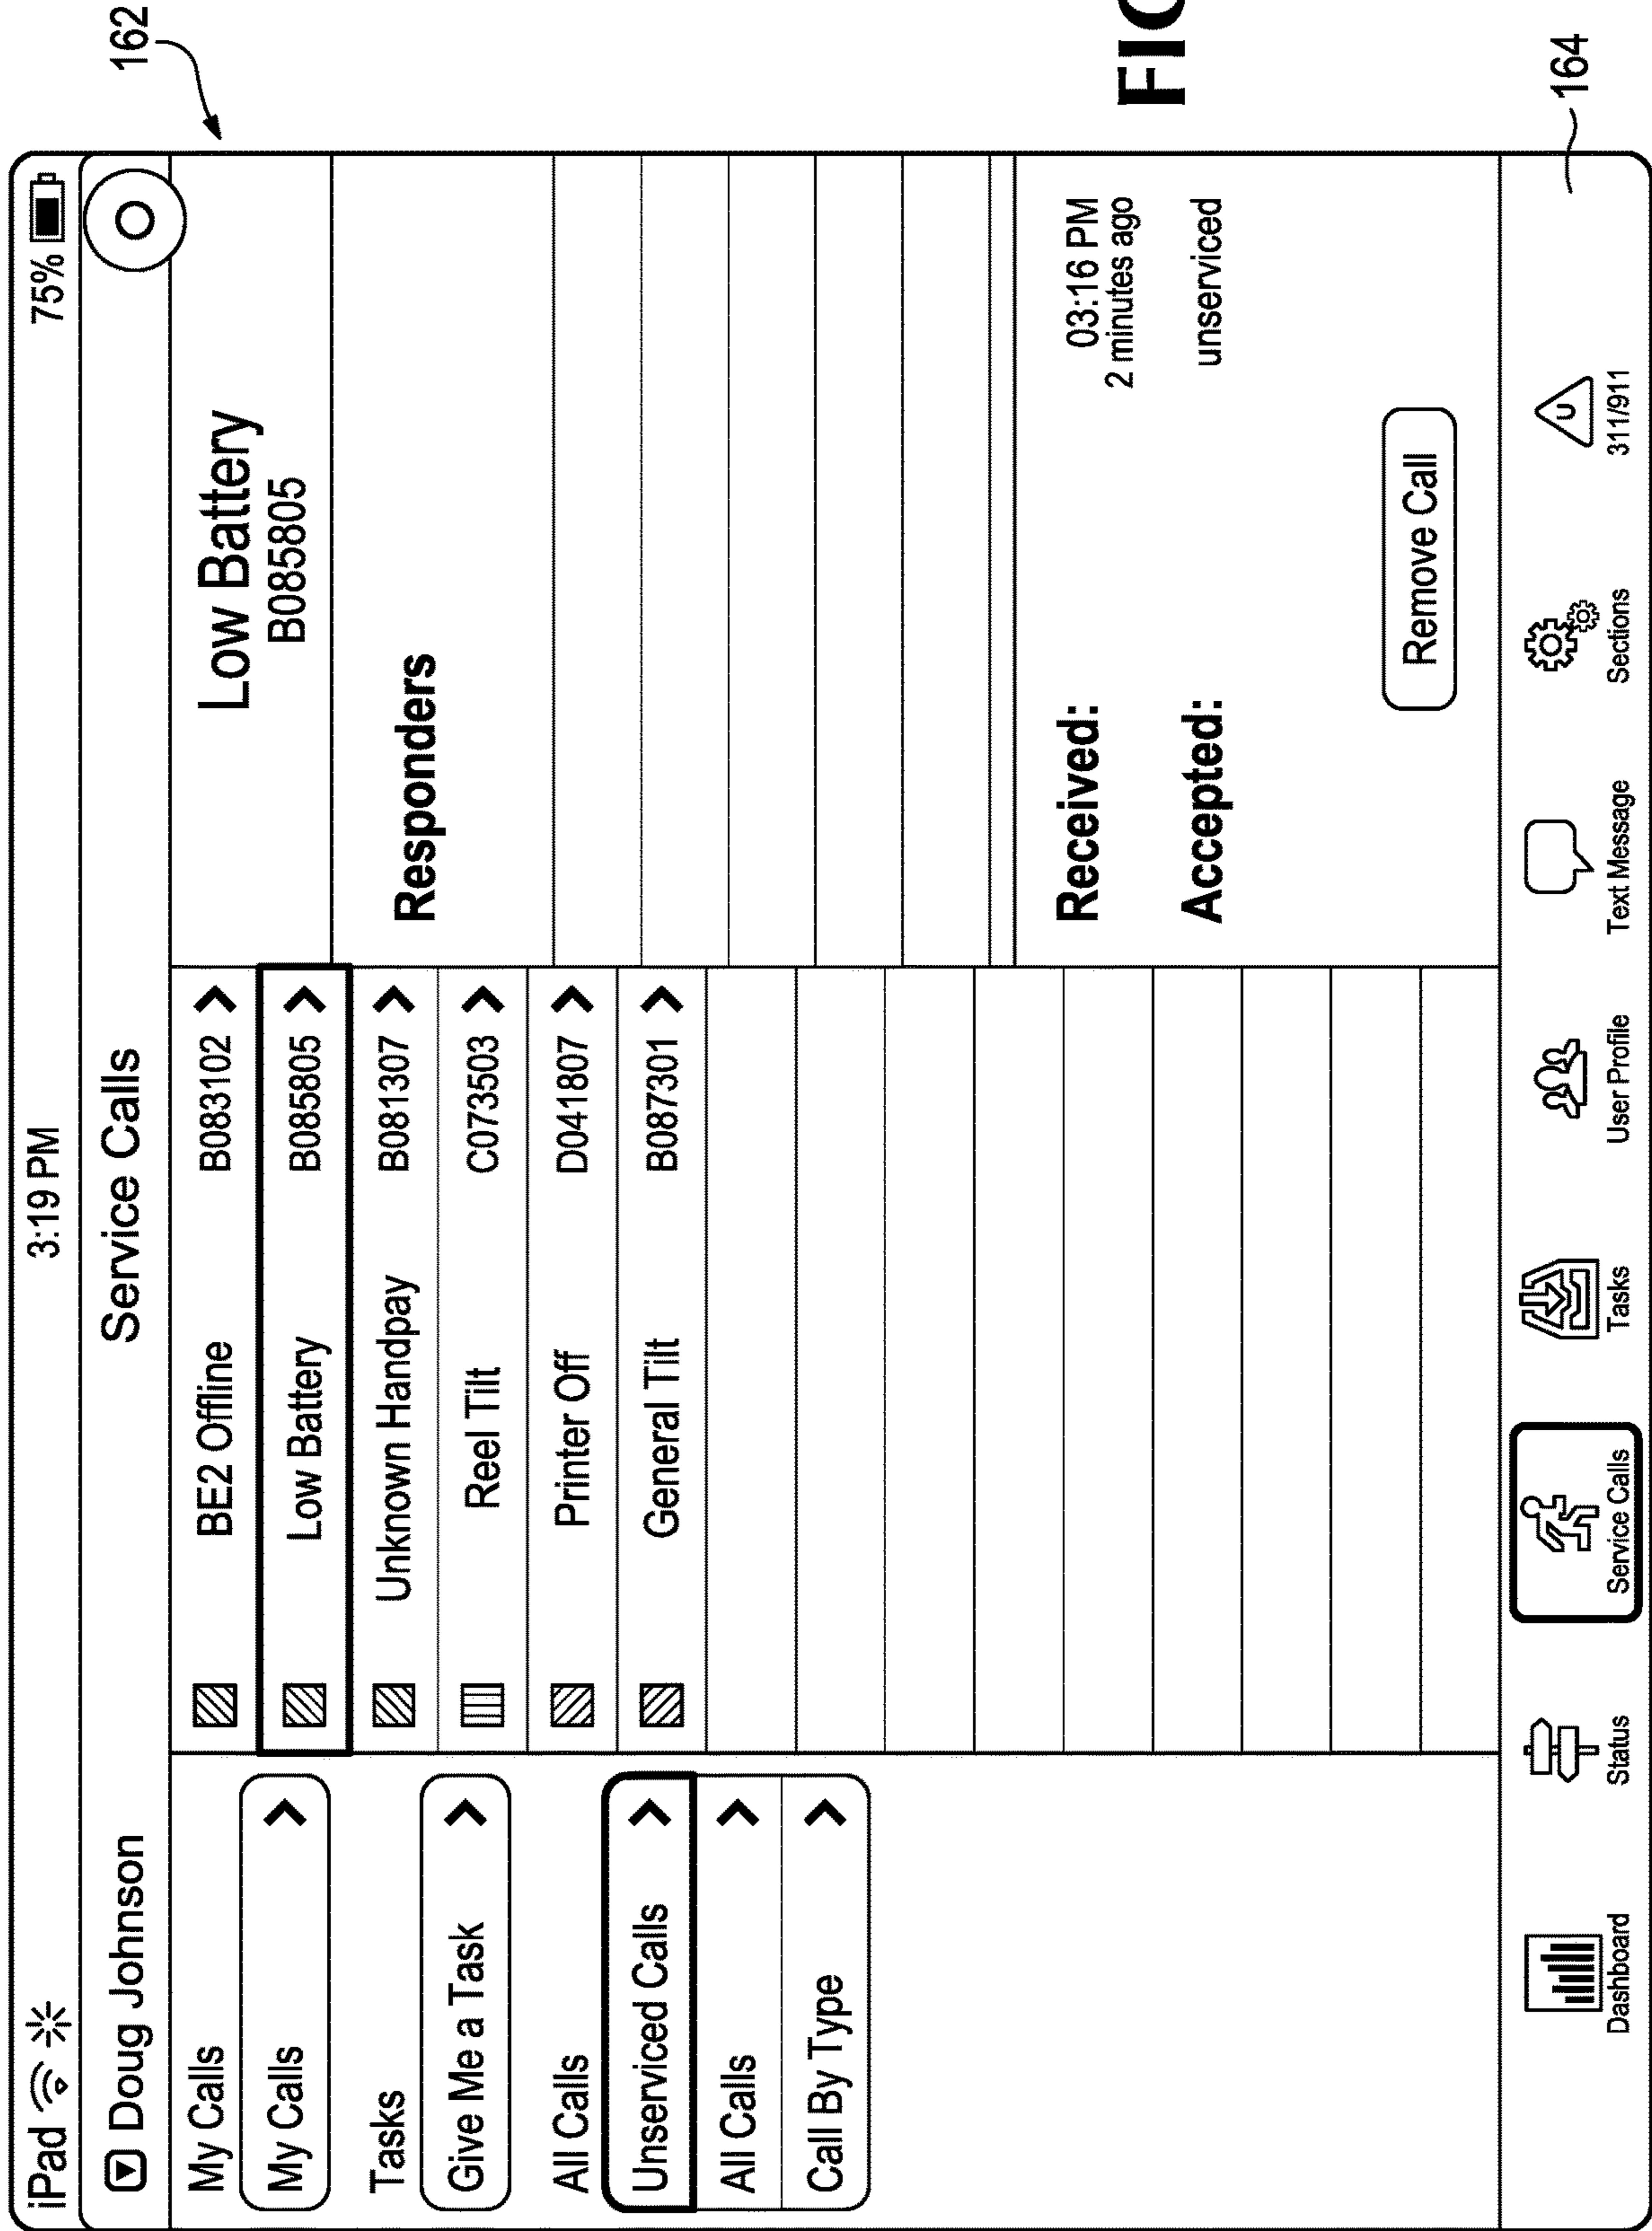 iPad 3:19 PM 75%
Doug Johnson Service Calls
162
My Calls
My Calls
Tasks
Give Me a Task
All Calls
Unserviced Calls
All Calls
Call By Type
BE2 Offline B083102
Low Battery B085805
Unknown Handpay B081307
Reel Tilt C073503
Printer Off D041807
General Tilt B087301
Low Battery
B085805
Responders
Received: 03:16 PM
2 minutes ago
Accepted: unserviced
Remove Call
Dashboard Status Service Calls Tasks User Profile Text Message Sections 311/911
164